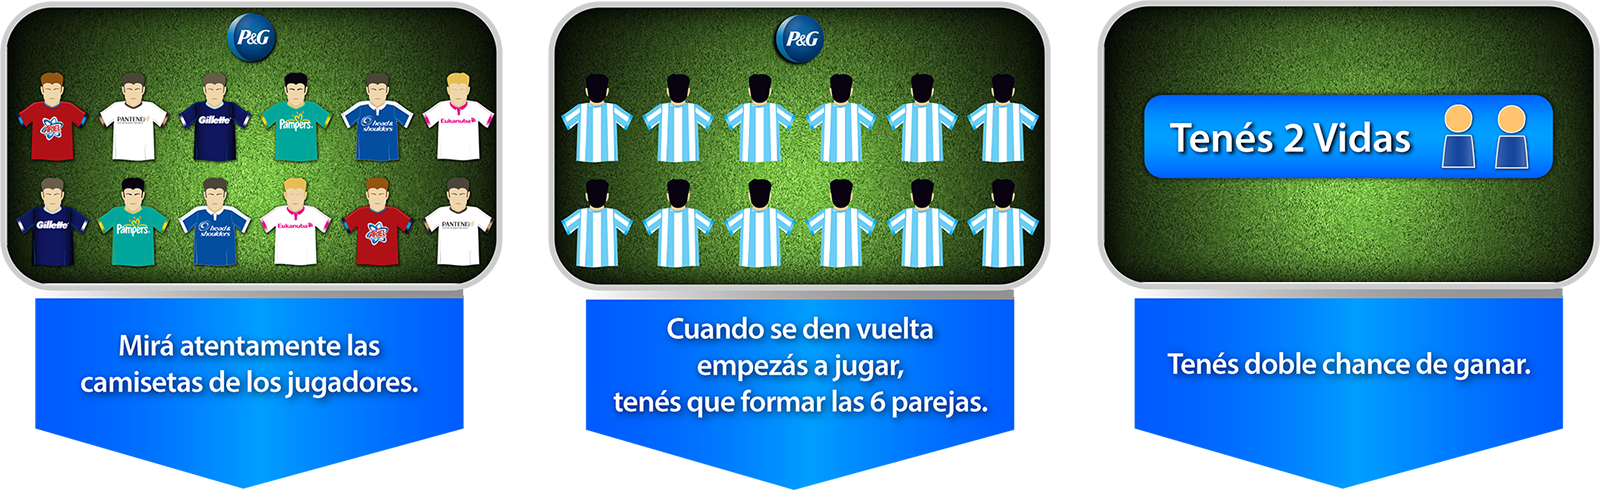 P&G
ARIEL
PANTENE
Gillette
Pampers
head & shoulders
Eukanuba
Gillette
Pampers
head & shoulders
Eukanuba
ARIEL
PANTENE
Mirá atentamente las
camisetas de los jugadores.
P&G
Cuando se den vuelta
empezás a jugar,
tenés que formar las 6 parejas.
Tenés 2 Vidas
Tenés doble chance de ganar.